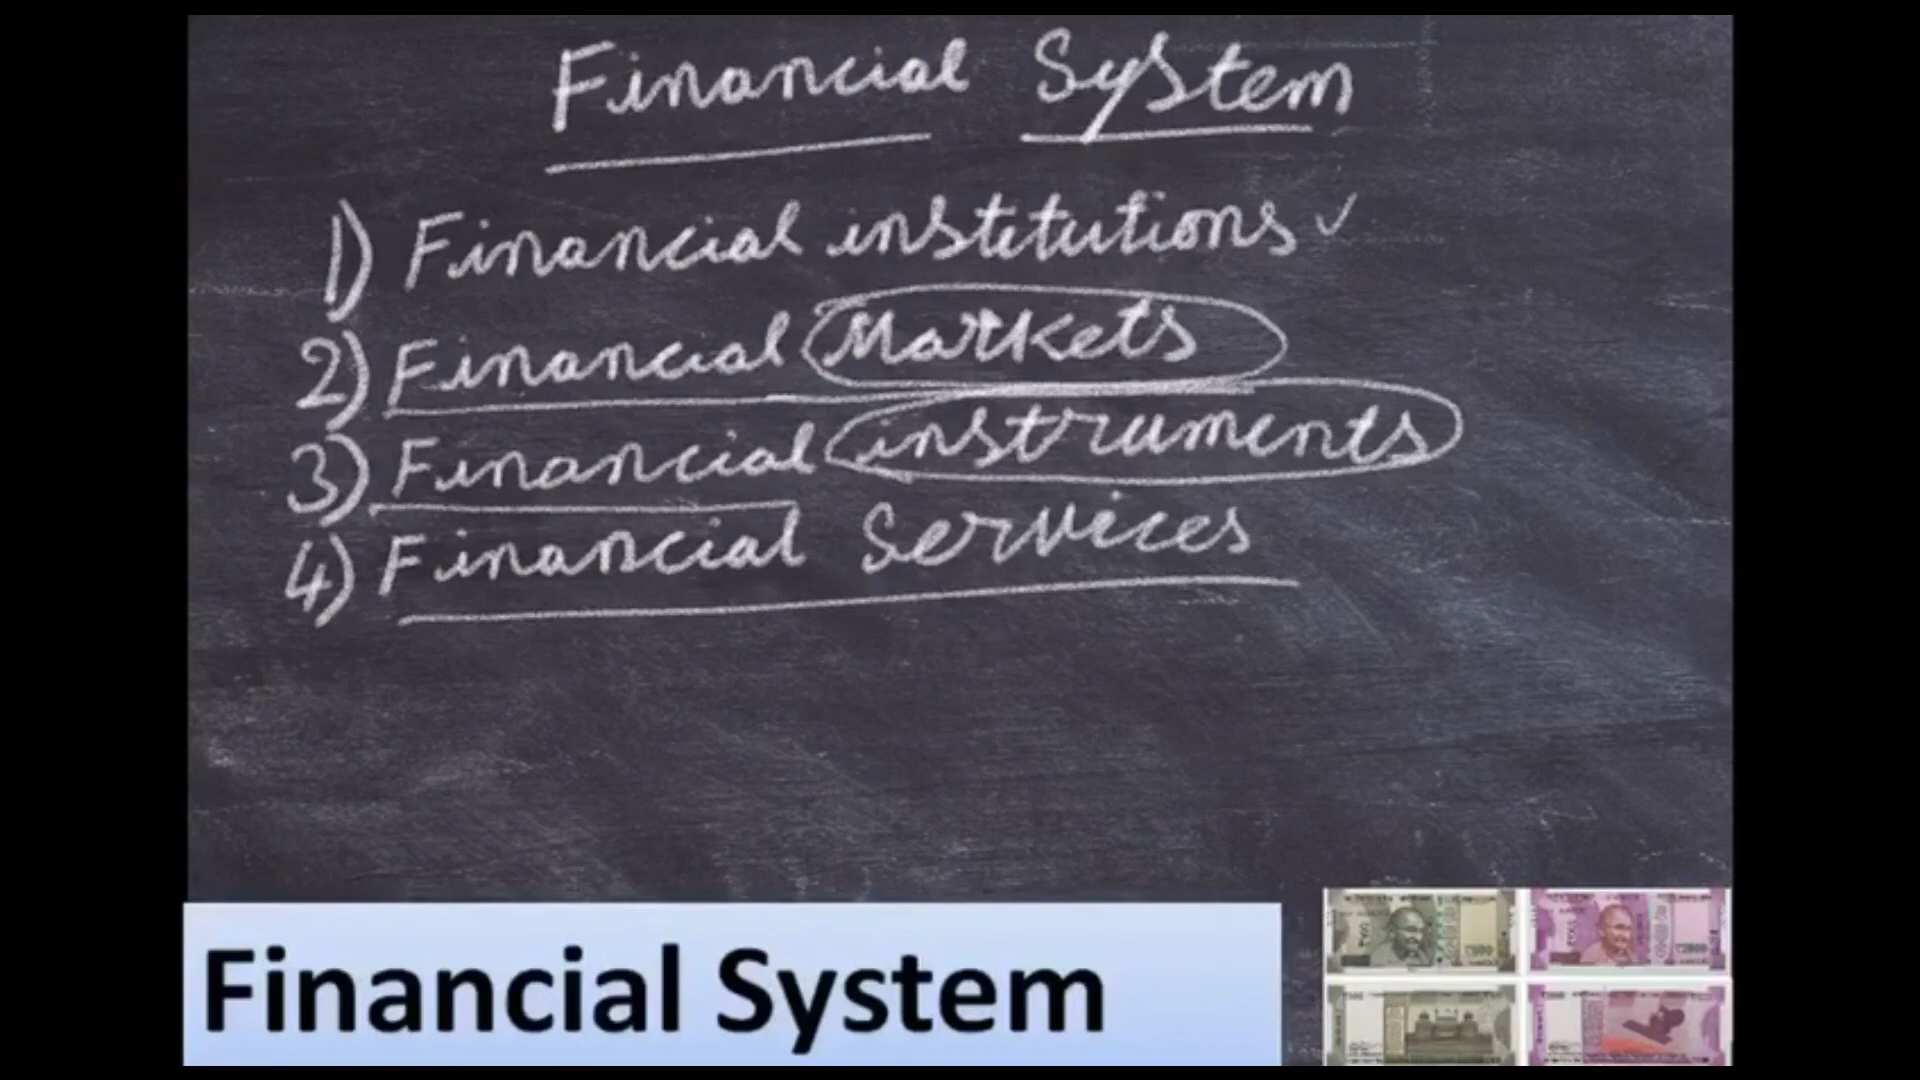 Financial System
1) Financial institutions ✓
2) Financial Markets
3) Financial instruments
4) Financial Services
Financial System